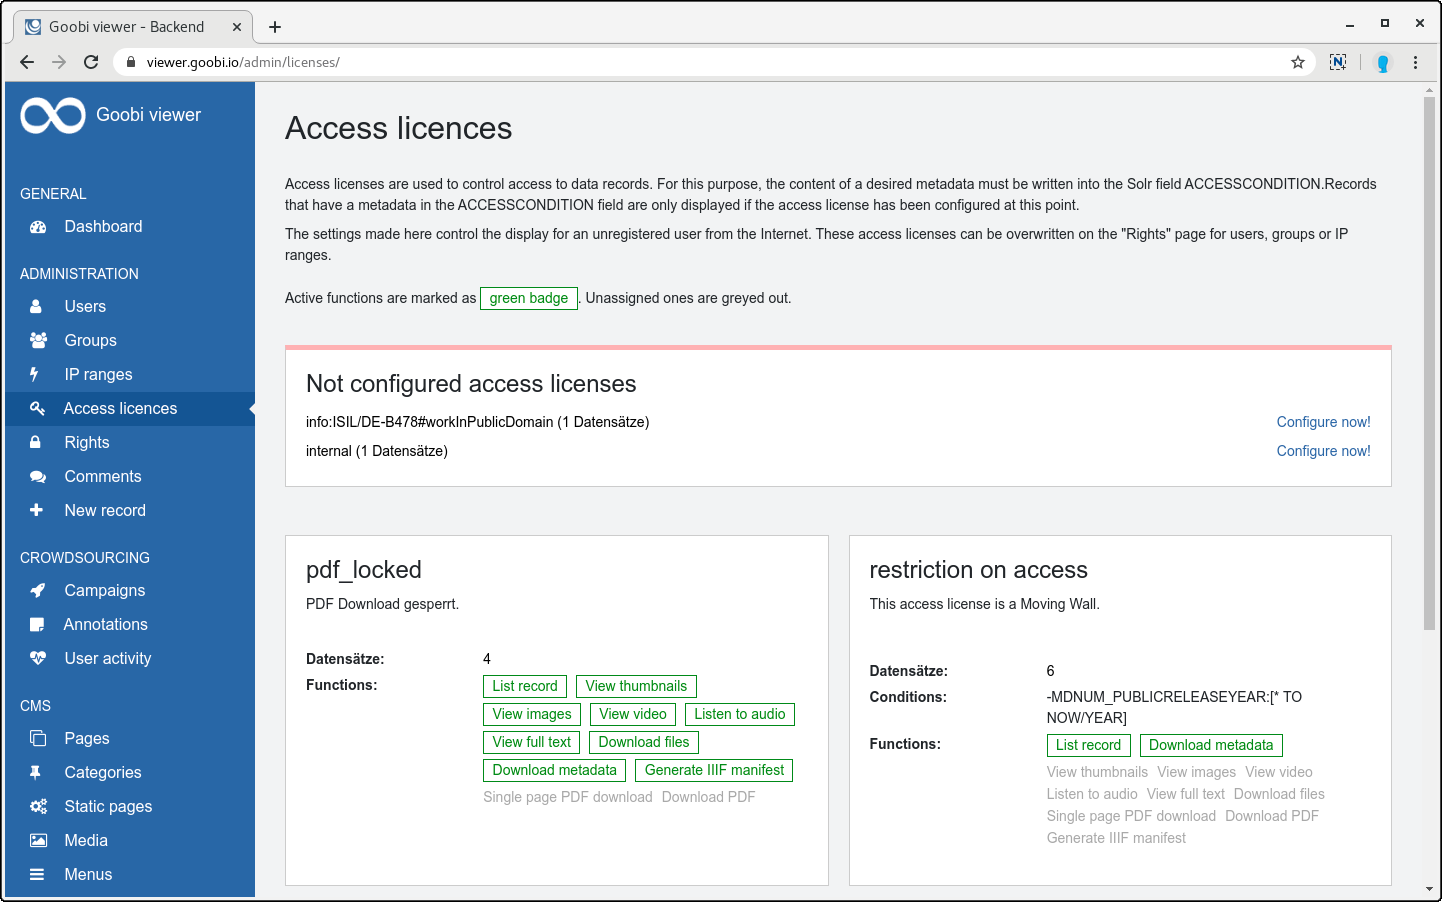 Goobi viewer - Backend
viewer.goobi.io/admin/licenses/
Goobi viewer
GENERAL
Dashboard
ADMINISTRATION
Users
Groups
IP ranges
Access licences
Rights
Comments
New record
CROWDSOURCING
Campaigns
Annotations
User activity
CMS
Pages
Categories
Static pages
Media
Menus
Access licences
Access licenses are used to control access to data records. For this purpose, the content of a desired metadata must be written into the Solr field ACCESSCONDITION.Records
that have a metadata in the ACCESSCONDITION field are only displayed if the access license has been configured at this point.
The settings made here control the display for an unregistered user from the Internet. These access licenses can be overwritten on the "Rights" page for users, groups or IP
ranges.
Active functions are marked as green badge. Unassigned ones are greyed out.
Not configured access licenses
info:ISIL/DE-B478#workInPublicDomain (1 Datensätze) Configure now!
internal (1 Datensätze) Configure now!
pdf_locked
PDF Download gesperrt.
Datensätze: 4
Functions: List record View thumbnails
View images View video Listen to audio
View full text Download files
Download metadata Generate IIIF manifest
Single page PDF download Download PDF
restriction on access
This access license is a Moving Wall.
Datensätze: 6
Conditions: -MDNUM_PUBLICRELEASEYEAR:[* TO
NOW/YEAR]
Functions: List record Download metadata
View thumbnails View images View video
Listen to audio View full text Download files
Single page PDF download Download PDF
Generate IIIF manifest